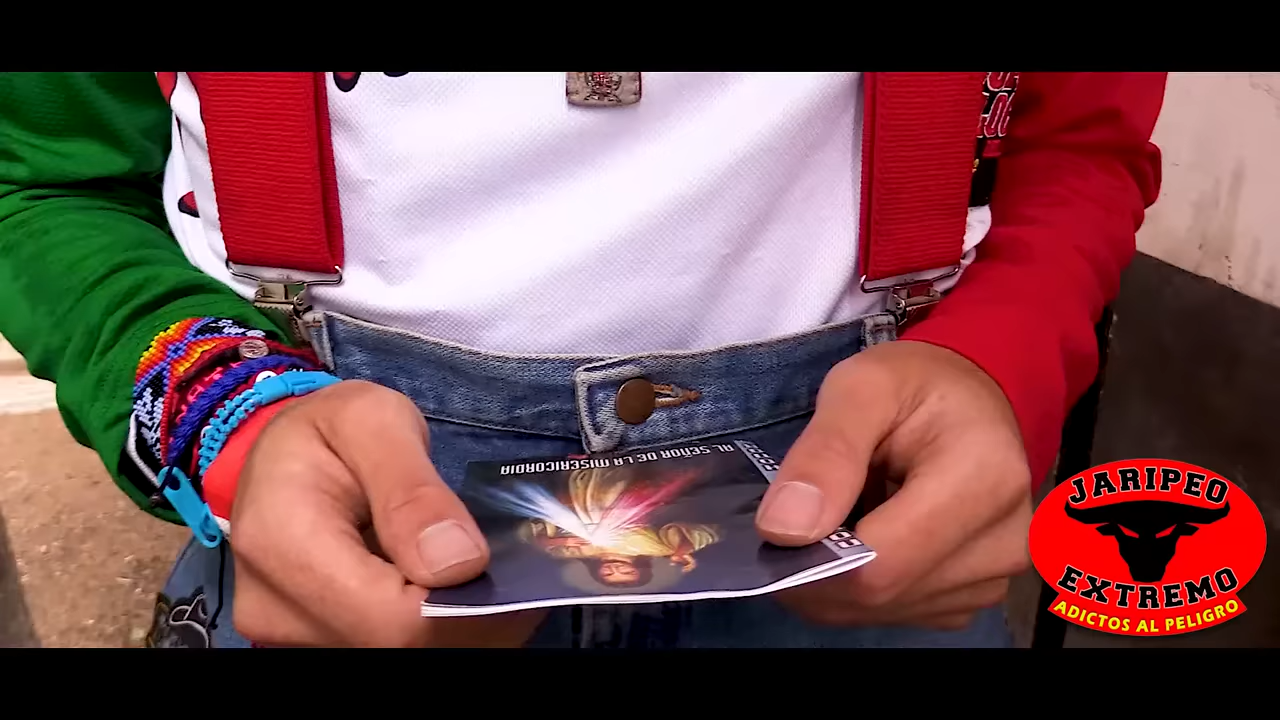 AL SEÑOR DE LA MISERICORDIA
JARIPEO
EXTREMO
ADICTOS AL PELIGRO